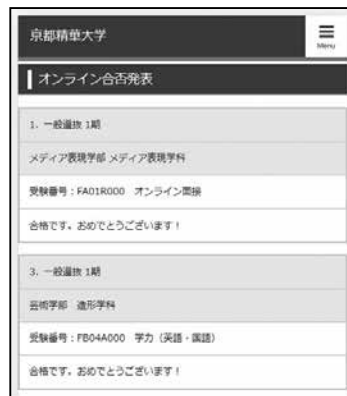 京都精華大学
Menu
オンライン合否発表
1. 一般選抜 1期
メディア表現学部 メディア表現学科
受験番号：FA01R000 オンライン面接
合格です。おめでとうございます！
3. 一般選抜 1期
芸術学部 造形学科
受験番号：FB04A000 学力（英語・国語）
合格です。おめでとうございます！